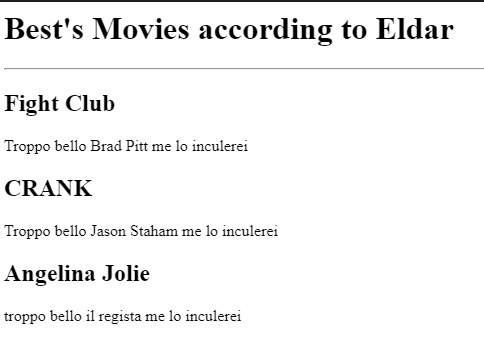 Best's Movies according to Eldar
Fight Club
Troppo bello Brad Pitt me lo inculerei
CRANK
Troppo bello Jason Staham me lo inculerei
Angelina Jolie
troppo bello il regista me lo inculerei